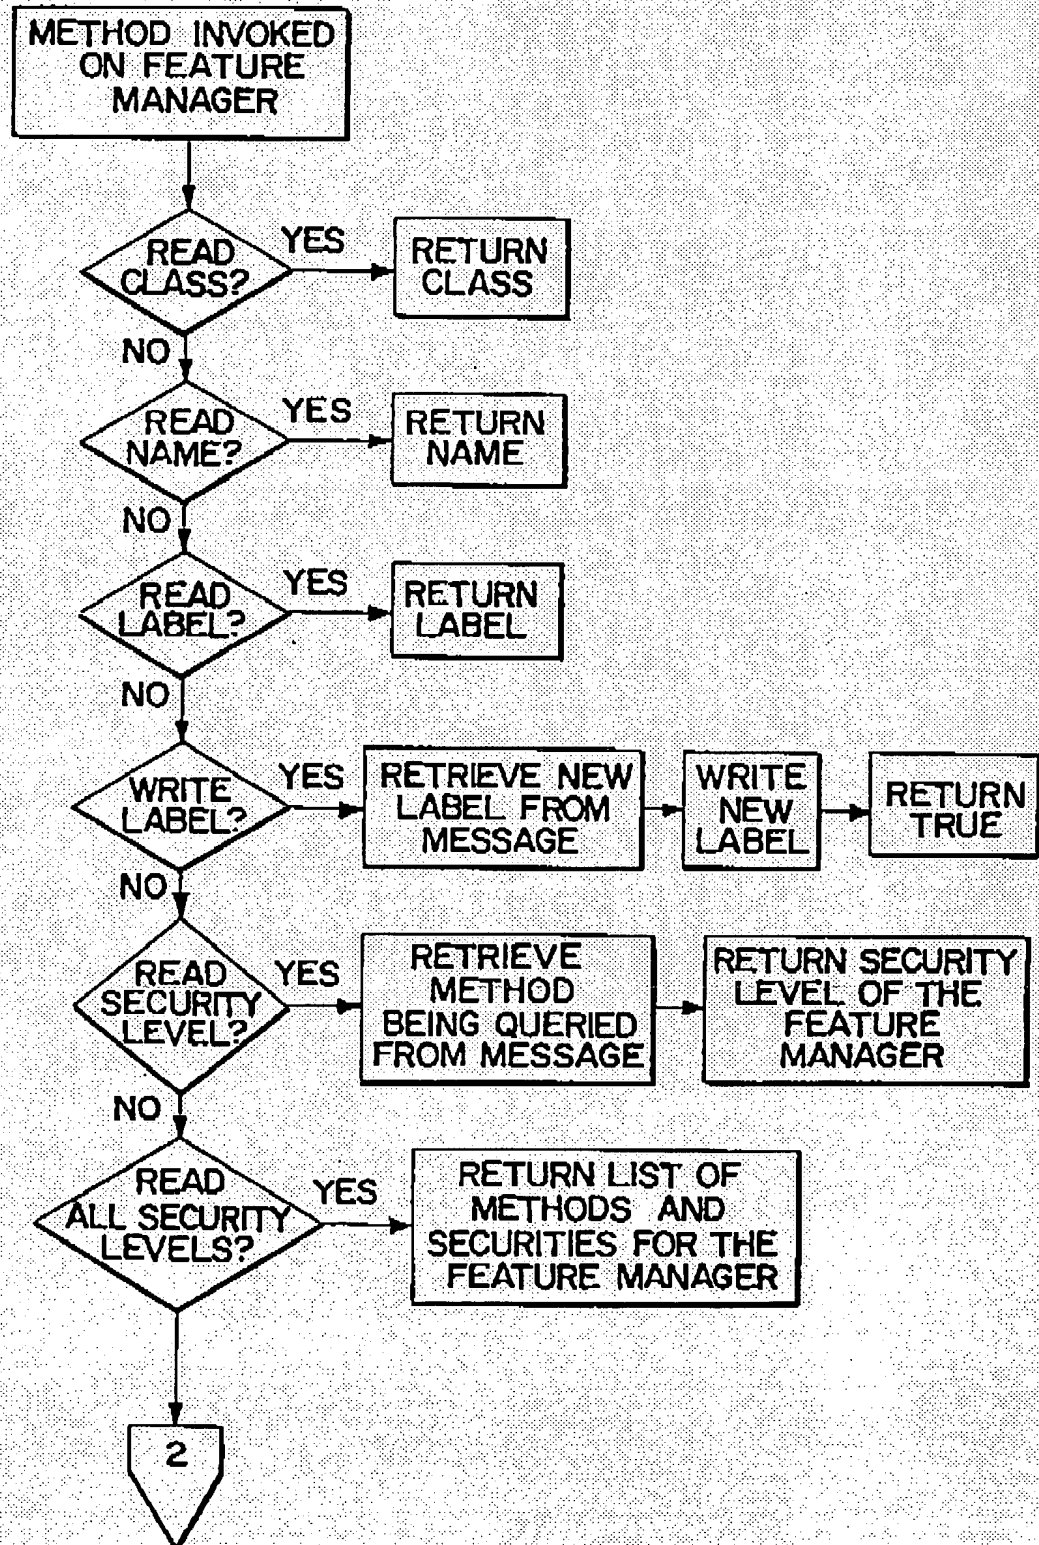 METHOD INVOKED
ON FEATURE
MANAGER
READ
CLASS?
YES
RETURN
CLASS
NO
READ
NAME?
YES
RETURN
NAME
NO
READ
LABEL?
YES
RETURN
LABEL
NO
WRITE
LABEL?
YES
RETRIEVE NEW
LABEL FROM
MESSAGE
WRITE
NEW
LABEL
RETURN
TRUE
NO
READ
SECURITY
LEVEL?
YES
RETRIEVE
METHOD
BEING QUERIED
FROM MESSAGE
RETURN SECURITY
LEVEL OF THE
FEATURE
MANAGER
NO
READ
ALL SECURITY
LEVELS?
YES
RETURN LIST OF
METHODS AND
SECURITIES FOR THE
FEATURE MANAGER
2